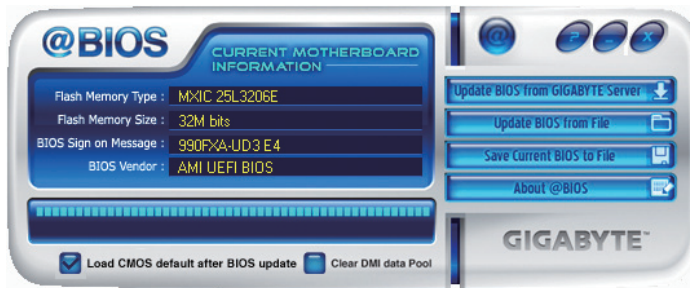 @BIOS
CURRENT MOTHERBOARD
INFORMATION
Flash Memory Type : MXIC 25L3206E
Flash Memory Size : 32M bits
BIOS Sign on Message : 990FXA-UD3 E4
BIOS Vendor : AMI UEFI BIOS
Load CMOS default after BIOS update Clear DMI data Pool
@ ? _ X
Update BIOS from GIGABYTE Server
Update BIOS from File
Save Current BIOS to File
About @BIOS
GIGABYTE™